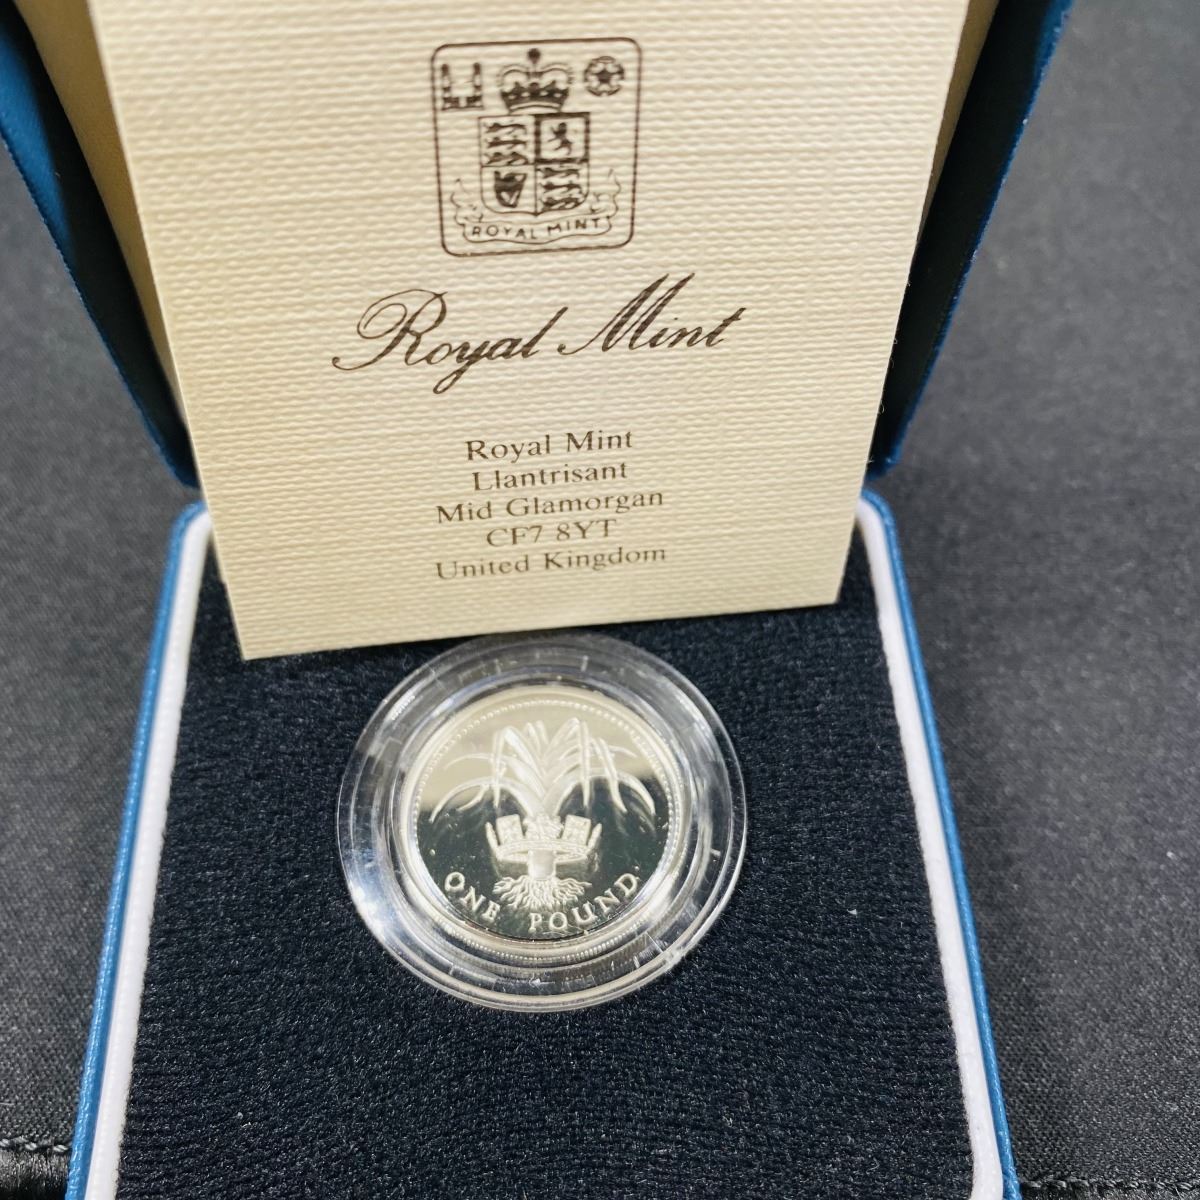 ROYAL MINT
Royal Mint
Royal Mint
Llantrisant
Mid Glamorgan
CF7 8YT
United Kingdom
ONE POUND